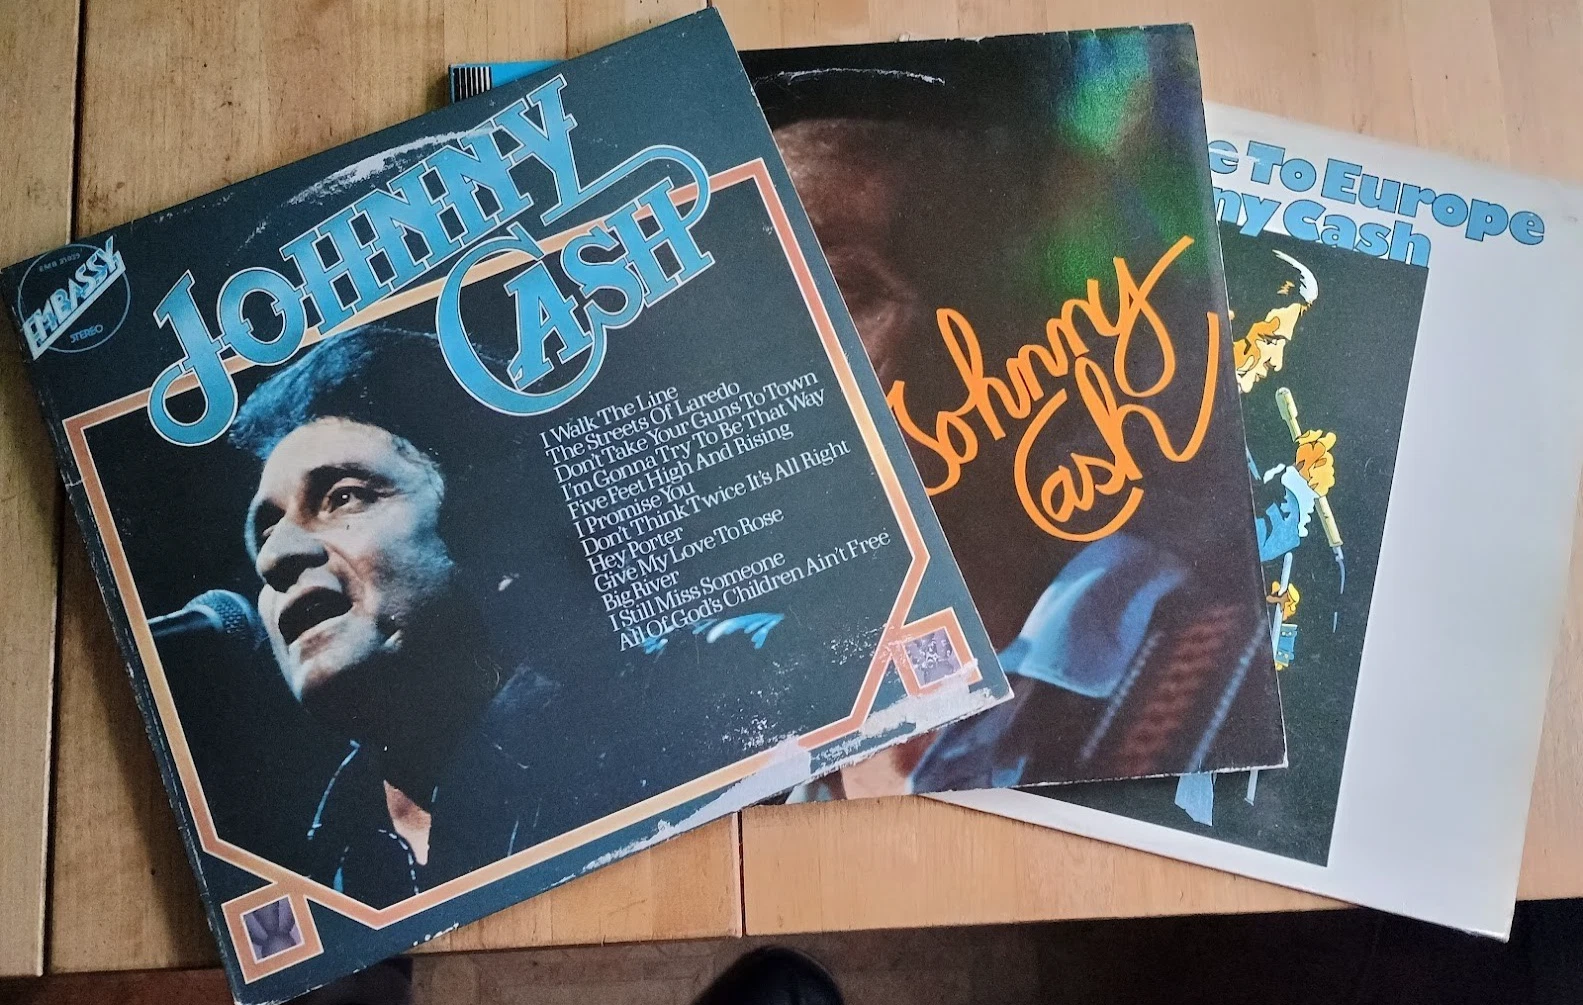 EMBASSY
STEREO
JOHNNY
CASH
I Walk The Line
The Streets Of Laredo
Don't Take Your Guns To Town
I'm Gonna Try To Be That Way
Five Feet High And Rising
I Promise You
Don't Think Twice It's All Right
Hey Porter
Give My Love To Rose
Big River
I Still Miss Someone
All Of God's Children Ain't Free
Johnny
Cash
e To Europe
ny Cash